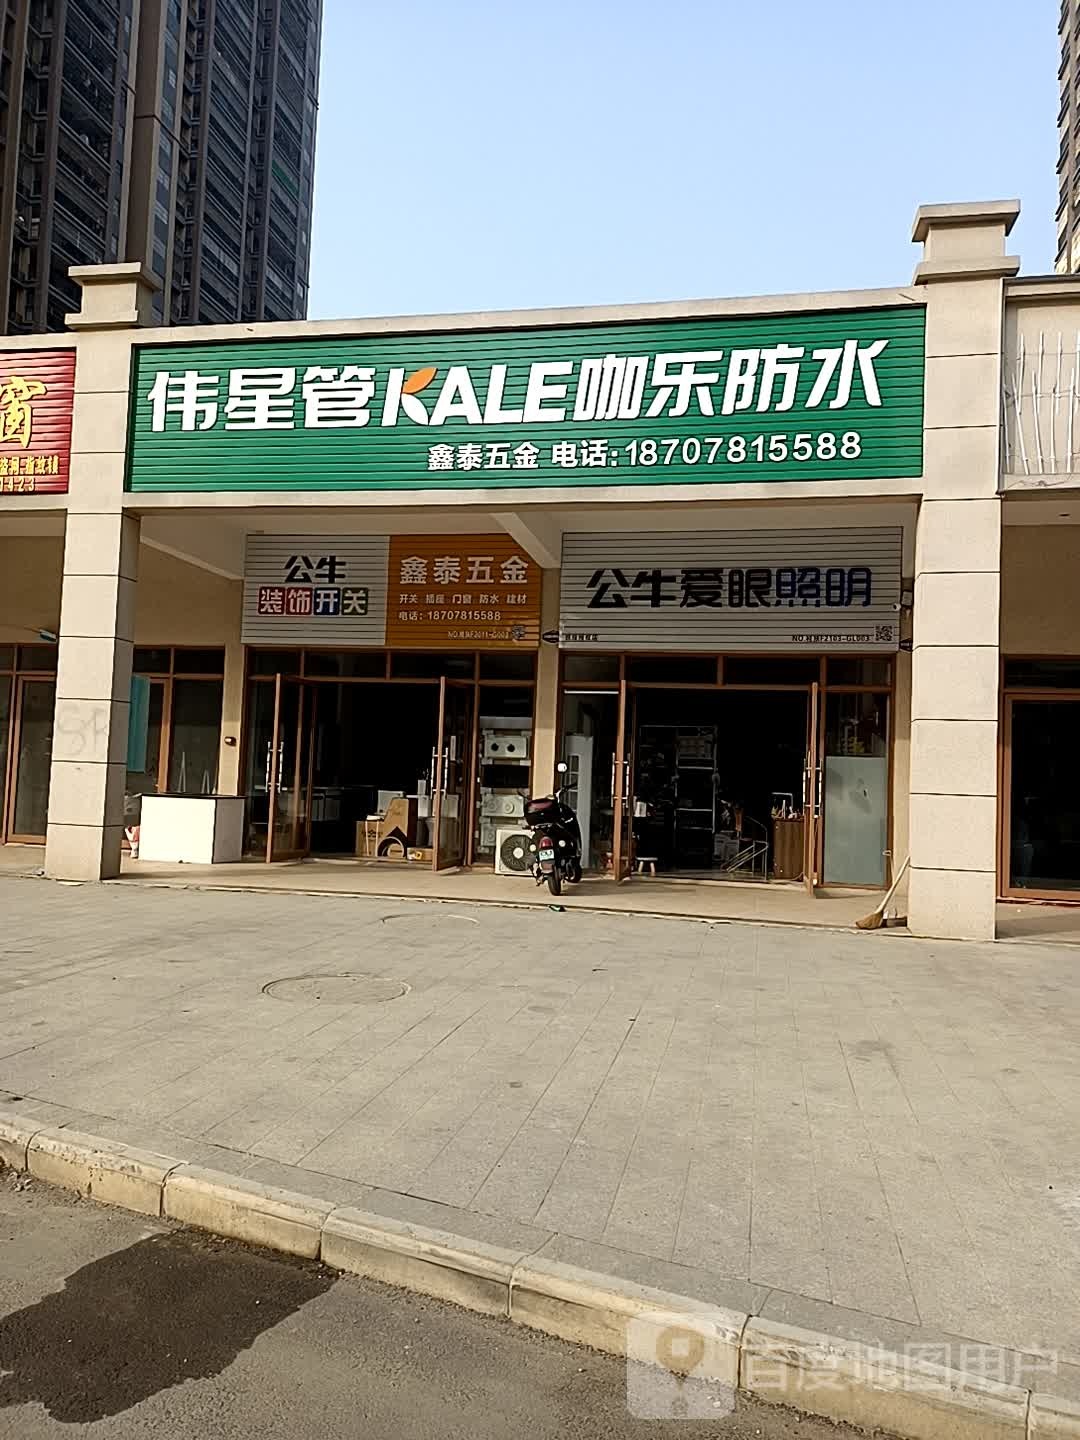 伟星管KALE咖乐防水
鑫泰五金 电话:18707815588
窗
公牛
装饰开关
鑫泰五金
开关 插座 门窗 防水 建材
电话:18707815588
公牛爱眼照明
百度地图用户